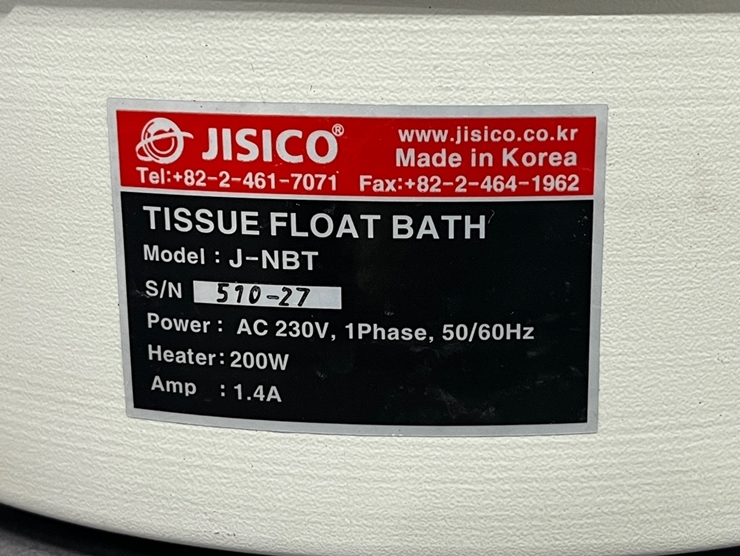 JISICO®
www.jisico.co.kr
Made in Korea
Tel:+82-2-461-7071 Fax:+82-2-464-1962
TISSUE FLOAT BATH
Model : J-NBT
S/N 510-27
Power : AC 230V, 1Phase, 50/60Hz
Heater:200W
Amp :1.4A